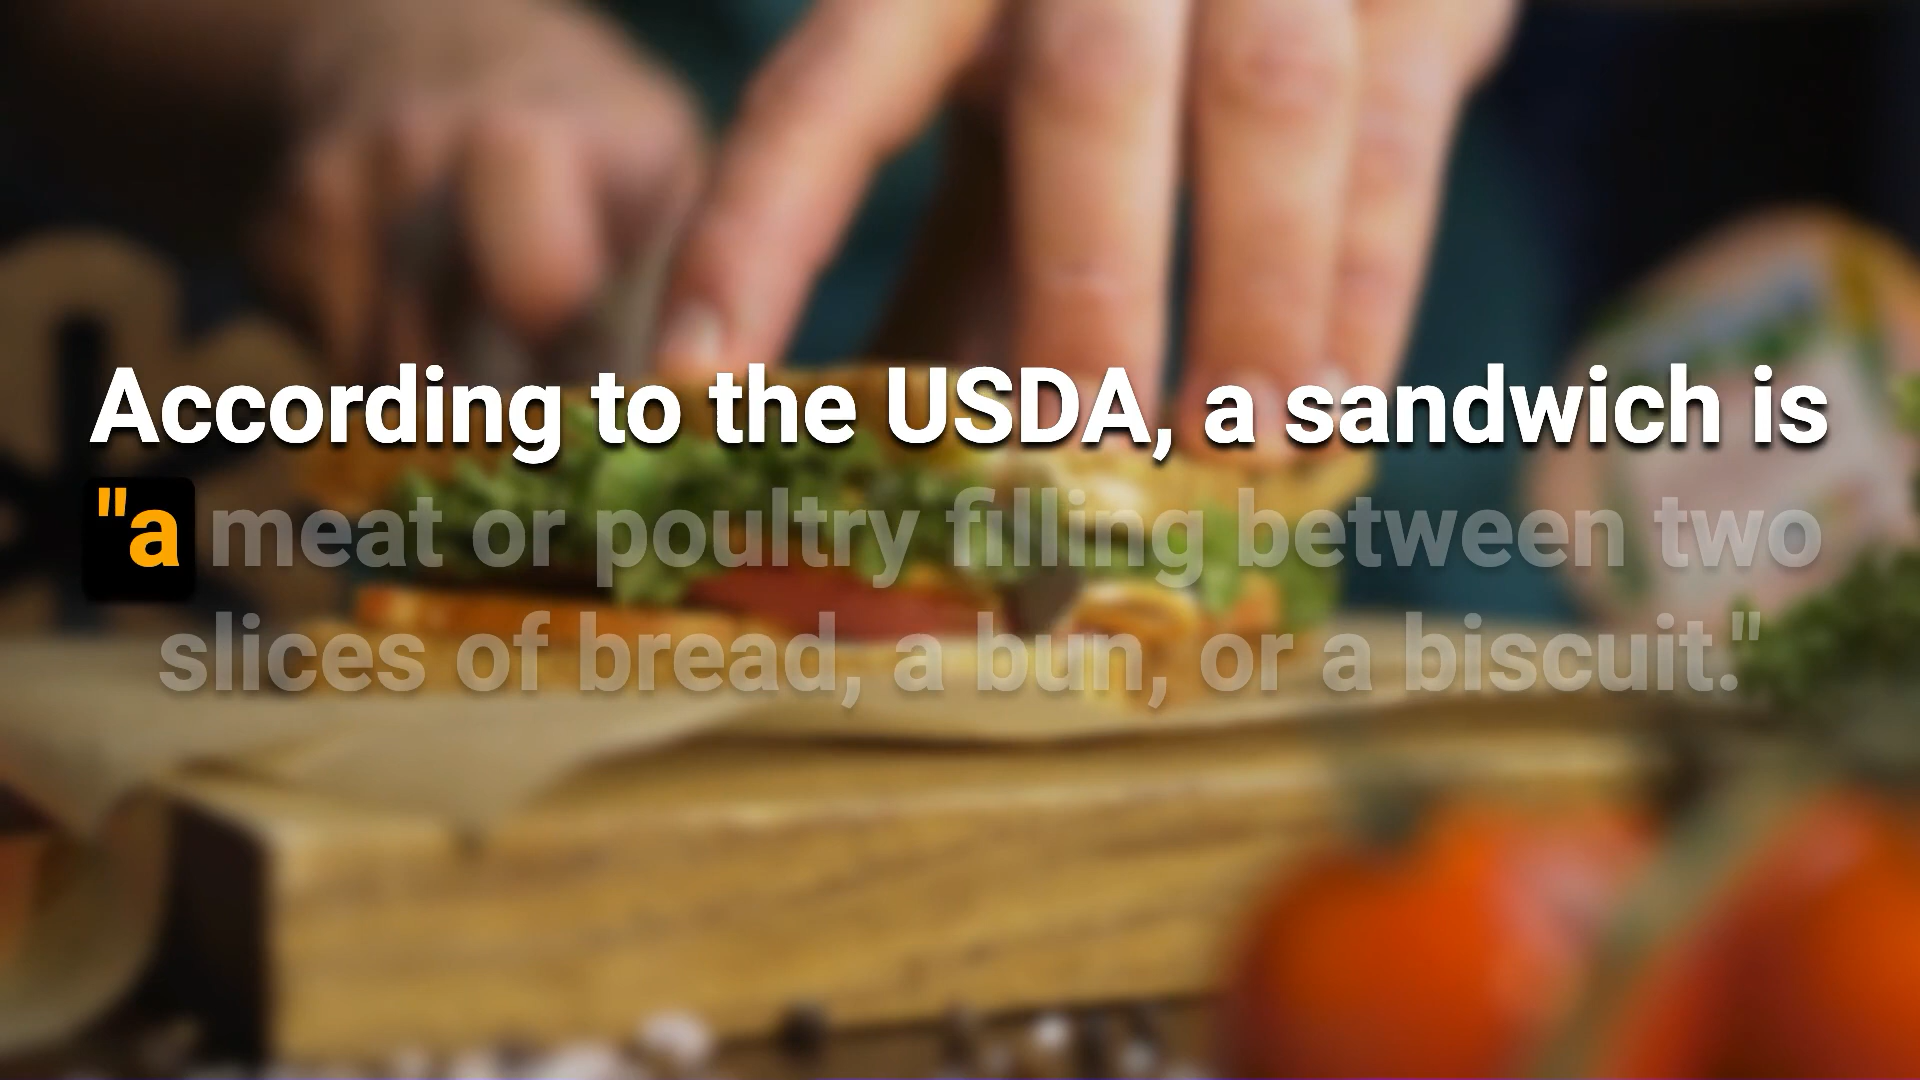 According to the USDA, a sandwich is
"a meat or poultry filling between two
slices of bread, a bun, or a biscuit."